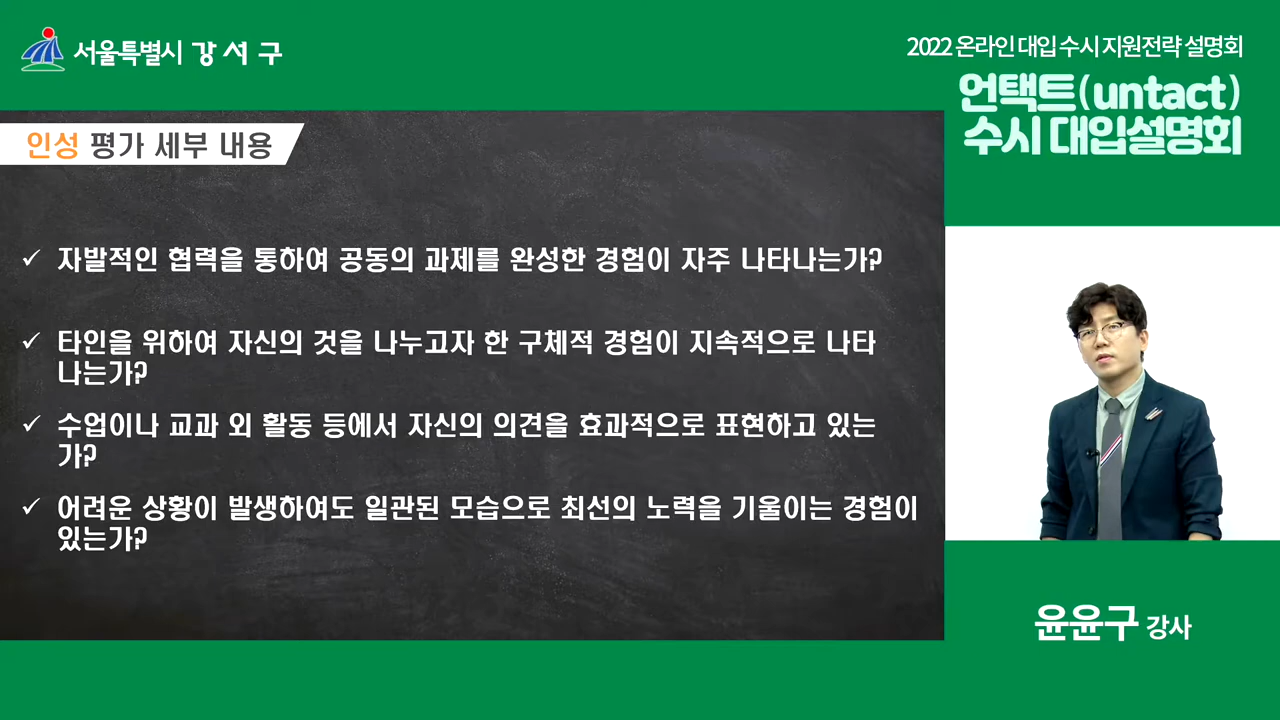 서울특별시 강서구
2022 온라인 대입 수시 지원전략 설명회
언택트(untact)
수시 대입설명회
인성 평가 세부 내용
자발적인 협력을 통하여 공동의 과제를 완성한 경험이 자주 나타나는가?
타인을 위하여 자신의 것을 나누고자 한 구체적 경험이 지속적으로 나타
나는가?
수업이나 교과 외 활동 등에서 자신의 의견을 효과적으로 표현하고 있는
가?
어려운 상황이 발생하여도 일관된 모습으로 최선의 노력을 기울이는 경험이
있는가?
윤윤구 강사